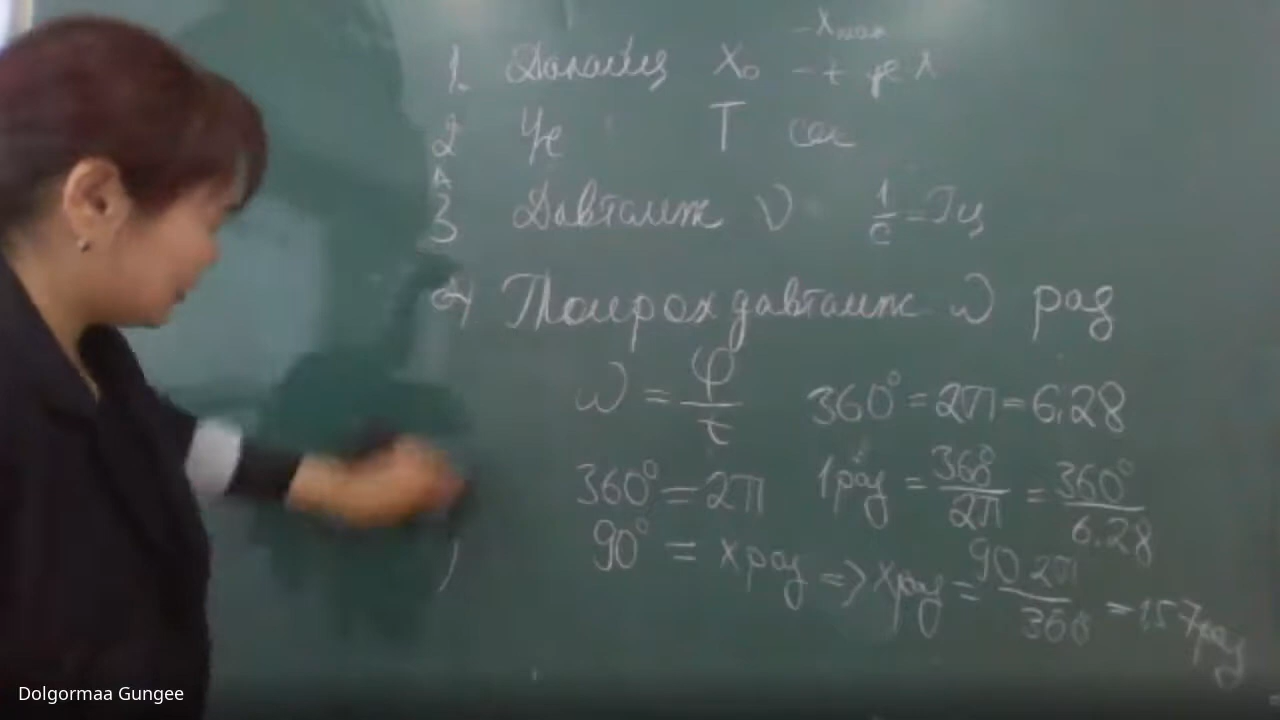 1. Далайц X₀ -Xmax
-t үед
2 Үе T сек
3 Давтамж ν 1/c = Гц
4 Тойрох давтамж ω рад
ω = φ/t 360° = 2π = 6,28
360° = 2π 1рад = 360°/2π = 360°/6.28
90° = x рад => x рад = 90 2π/360 = 1.57рад
Dolgormaa Gungee